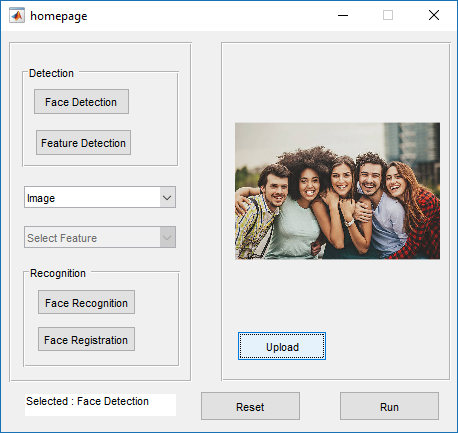 homepage
Detection
Face Detection
Feature Detection
Image
Select Feature
Recognition
Face Recognition
Face Registration
Selected : Face Detection
Upload
Reset
Run